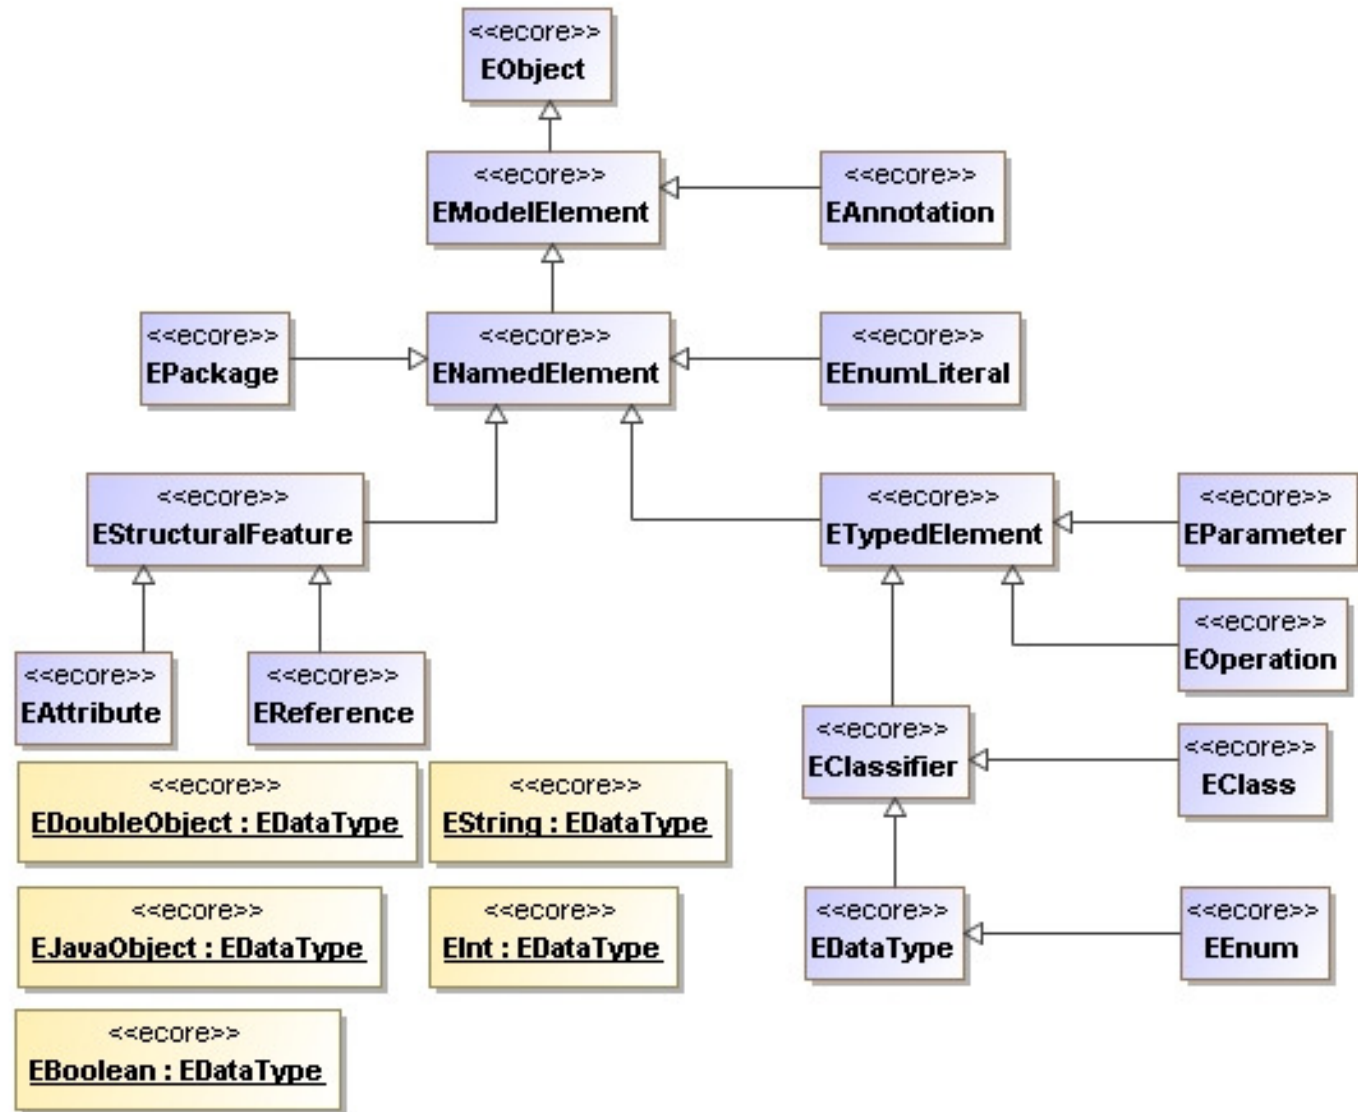 <<ecore>>
EObject
<<ecore>>
EModelElement
<<ecore>>
EAnnotation
<<ecore>>
EPackage
<<ecore>>
ENamedElement
<<ecore>>
EEnumLiteral
<<ecore>>
EStructuralFeature
<<ecore>>
ETypedElement
<<ecore>>
EParameter
<<ecore>>
EOperation
<<ecore>>
EAttribute
<<ecore>>
EReference
<<ecore>>
EClassifier
<<ecore>>
EClass
<<ecore>>
EDoubleObject : EDataType
<<ecore>>
EString : EDataType
<<ecore>>
EJavaObject : EDataType
<<ecore>>
EInt : EDataType
<<ecore>>
EDataType
<<ecore>>
EEnum
<<ecore>>
EBoolean : EDataType